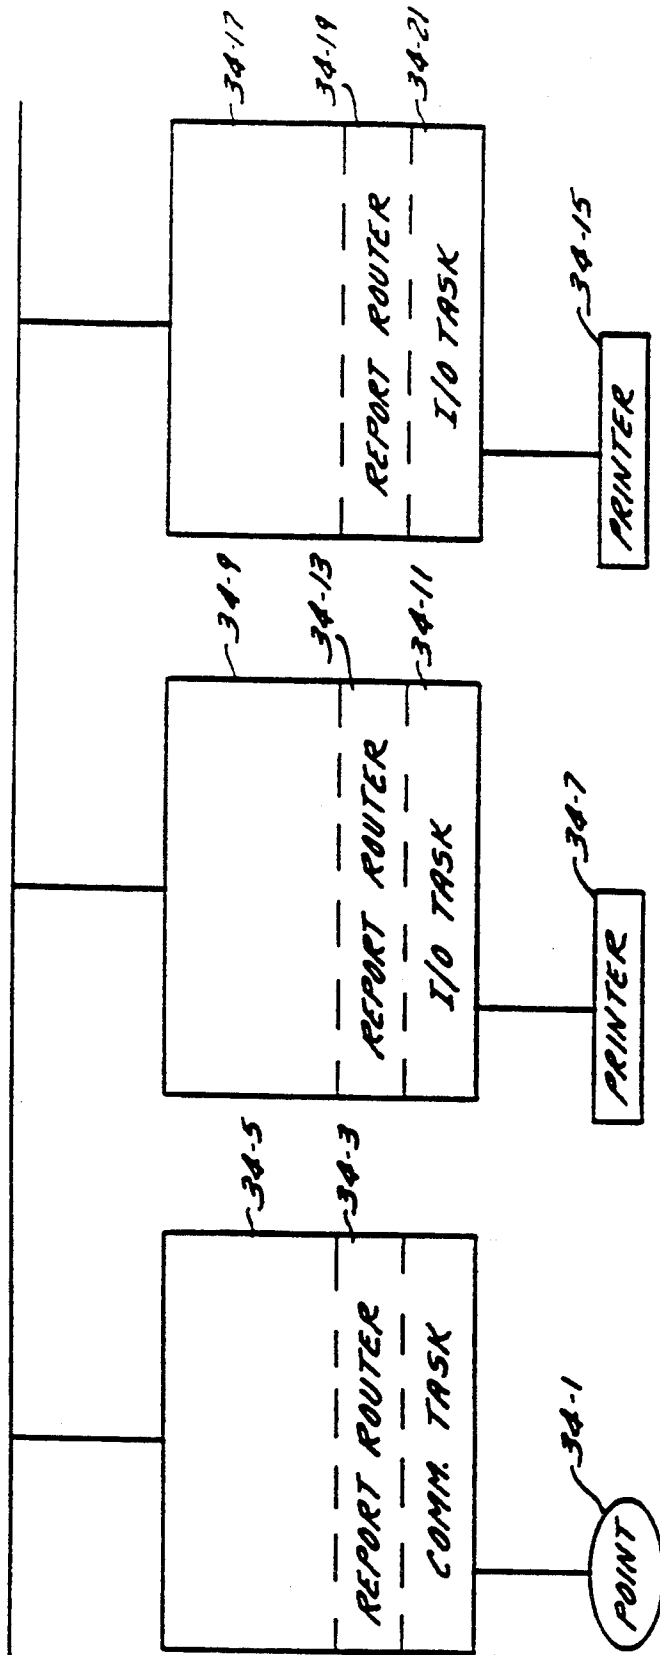 34-5
34-3
REPORT ROUTER
COMM. TASK
34-1
POINT
34-9
34-13
34-11
REPORT ROUTER
I/O TASK
34-7
PRINTER
34-17
34-19
34-21
REPORT ROUTER
I/O TASK
34-15
PRINTER